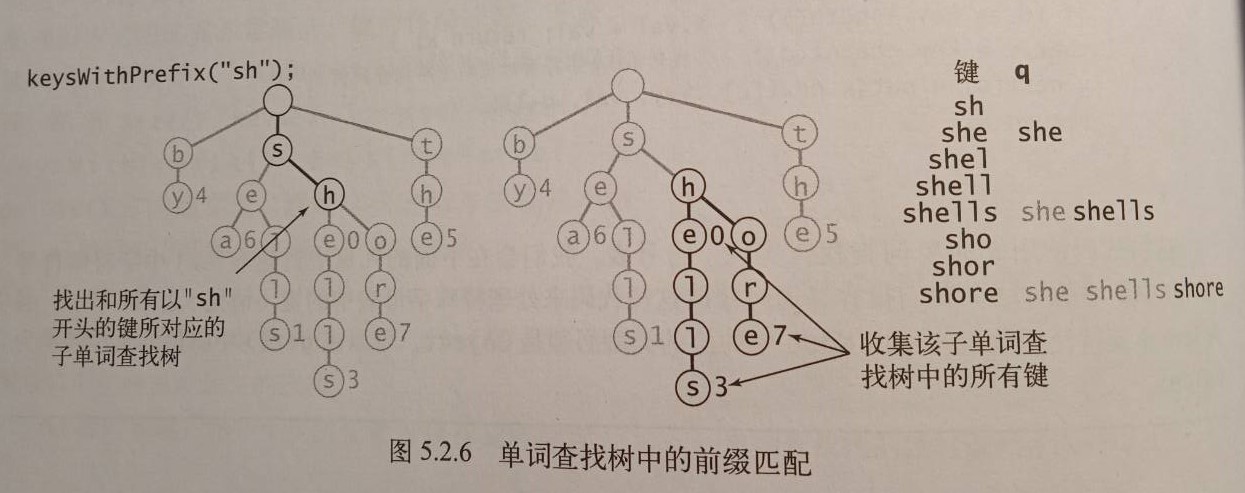 keysWithPrefix("sh");
b s t
y 4 e h h
a 6 l e 0 o e 5
l l r
s 1 l e 7
s 3
找出和所有以"sh"
开头的键所对应的
子单词查找树
b s t
y 4 e h h
a 6 l e 0 o e 5
l l r
s 1 l e 7
s 3
收集该子单词查
找树中的所有键
键 q
sh
she she
shel
shell
shells she shells
sho
shor
shore she shells shore
图 5.2.6 单词查找树中的前缀匹配